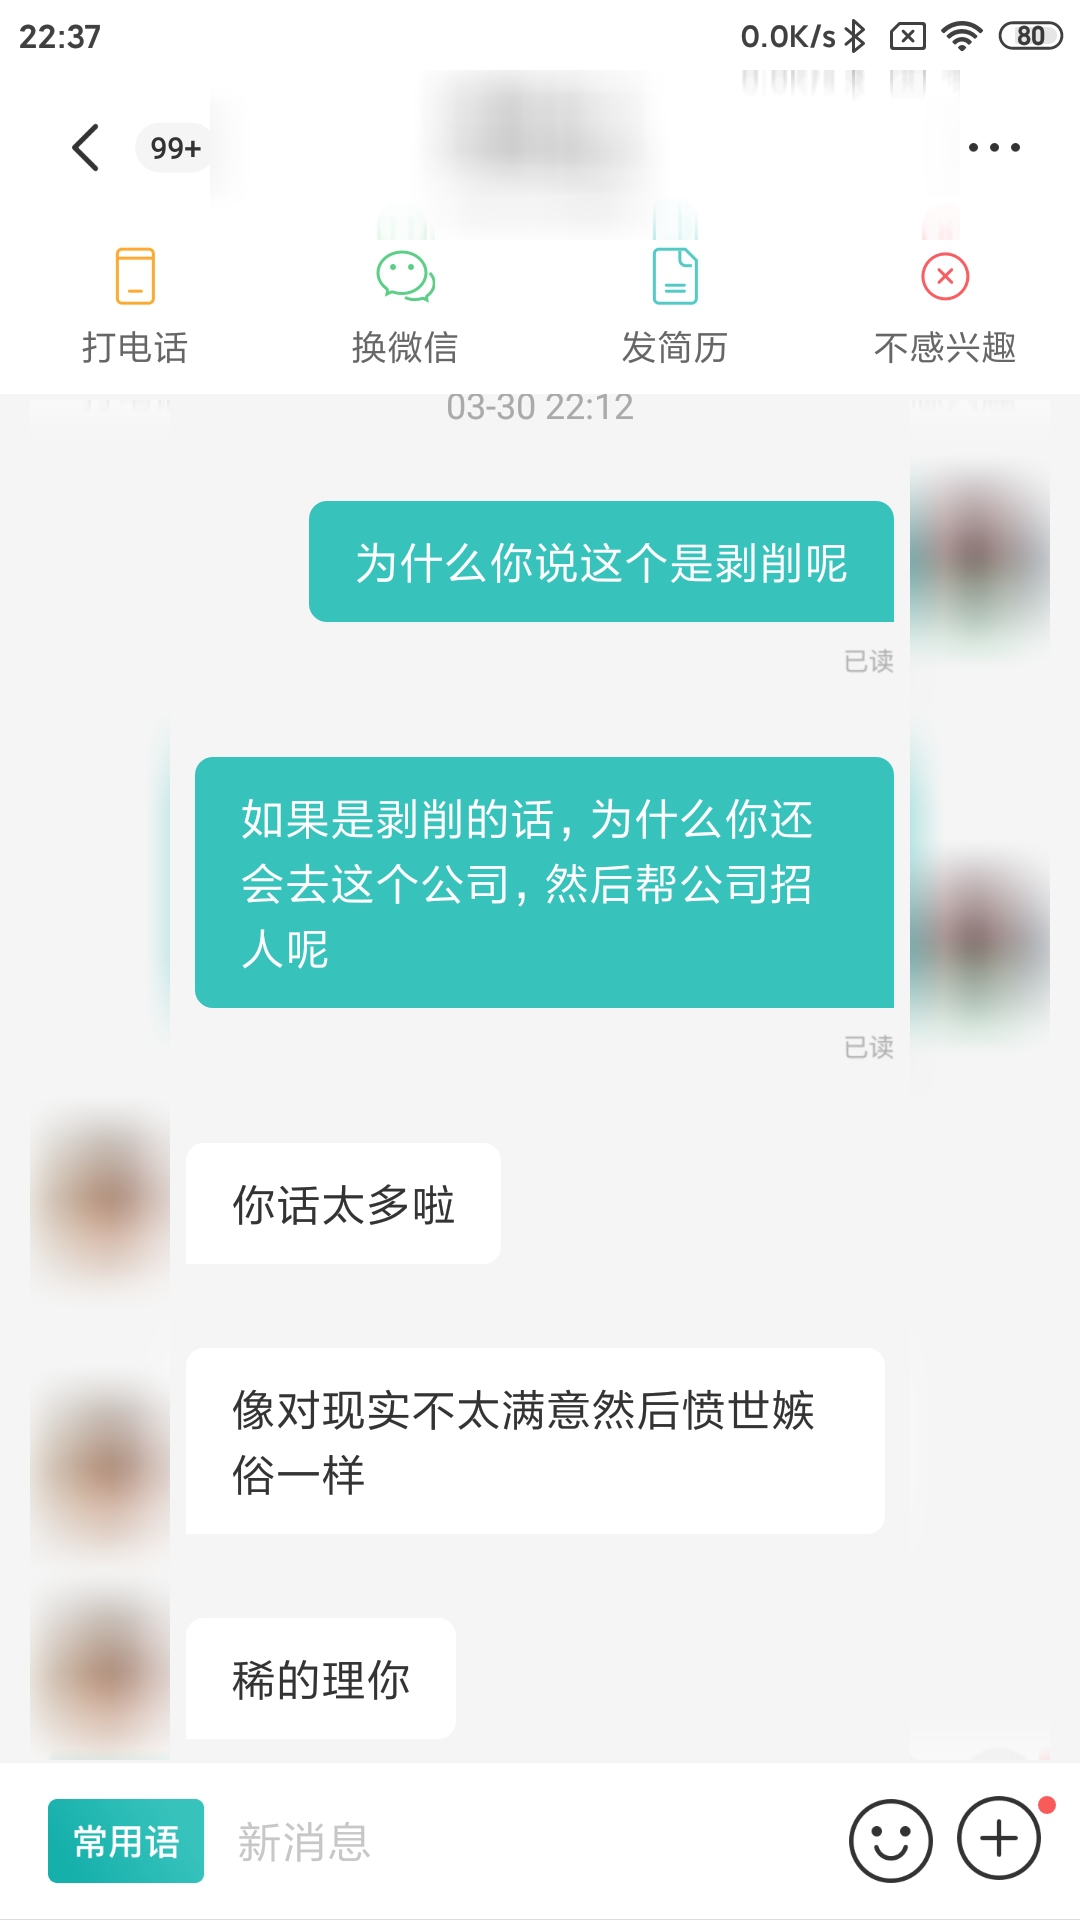 22:37
0.0K/s
80
99+
打电话
换微信
发简历
不感兴趣
03-30 22:12
为什么你说这个是剥削呢
已读
如果是剥削的话,为什么你还
会去这个公司,然后帮公司招
人呢
已读
你话太多啦
像对现实不太满意然后愤世嫉
俗一样
稀的理你
常用语
新消息